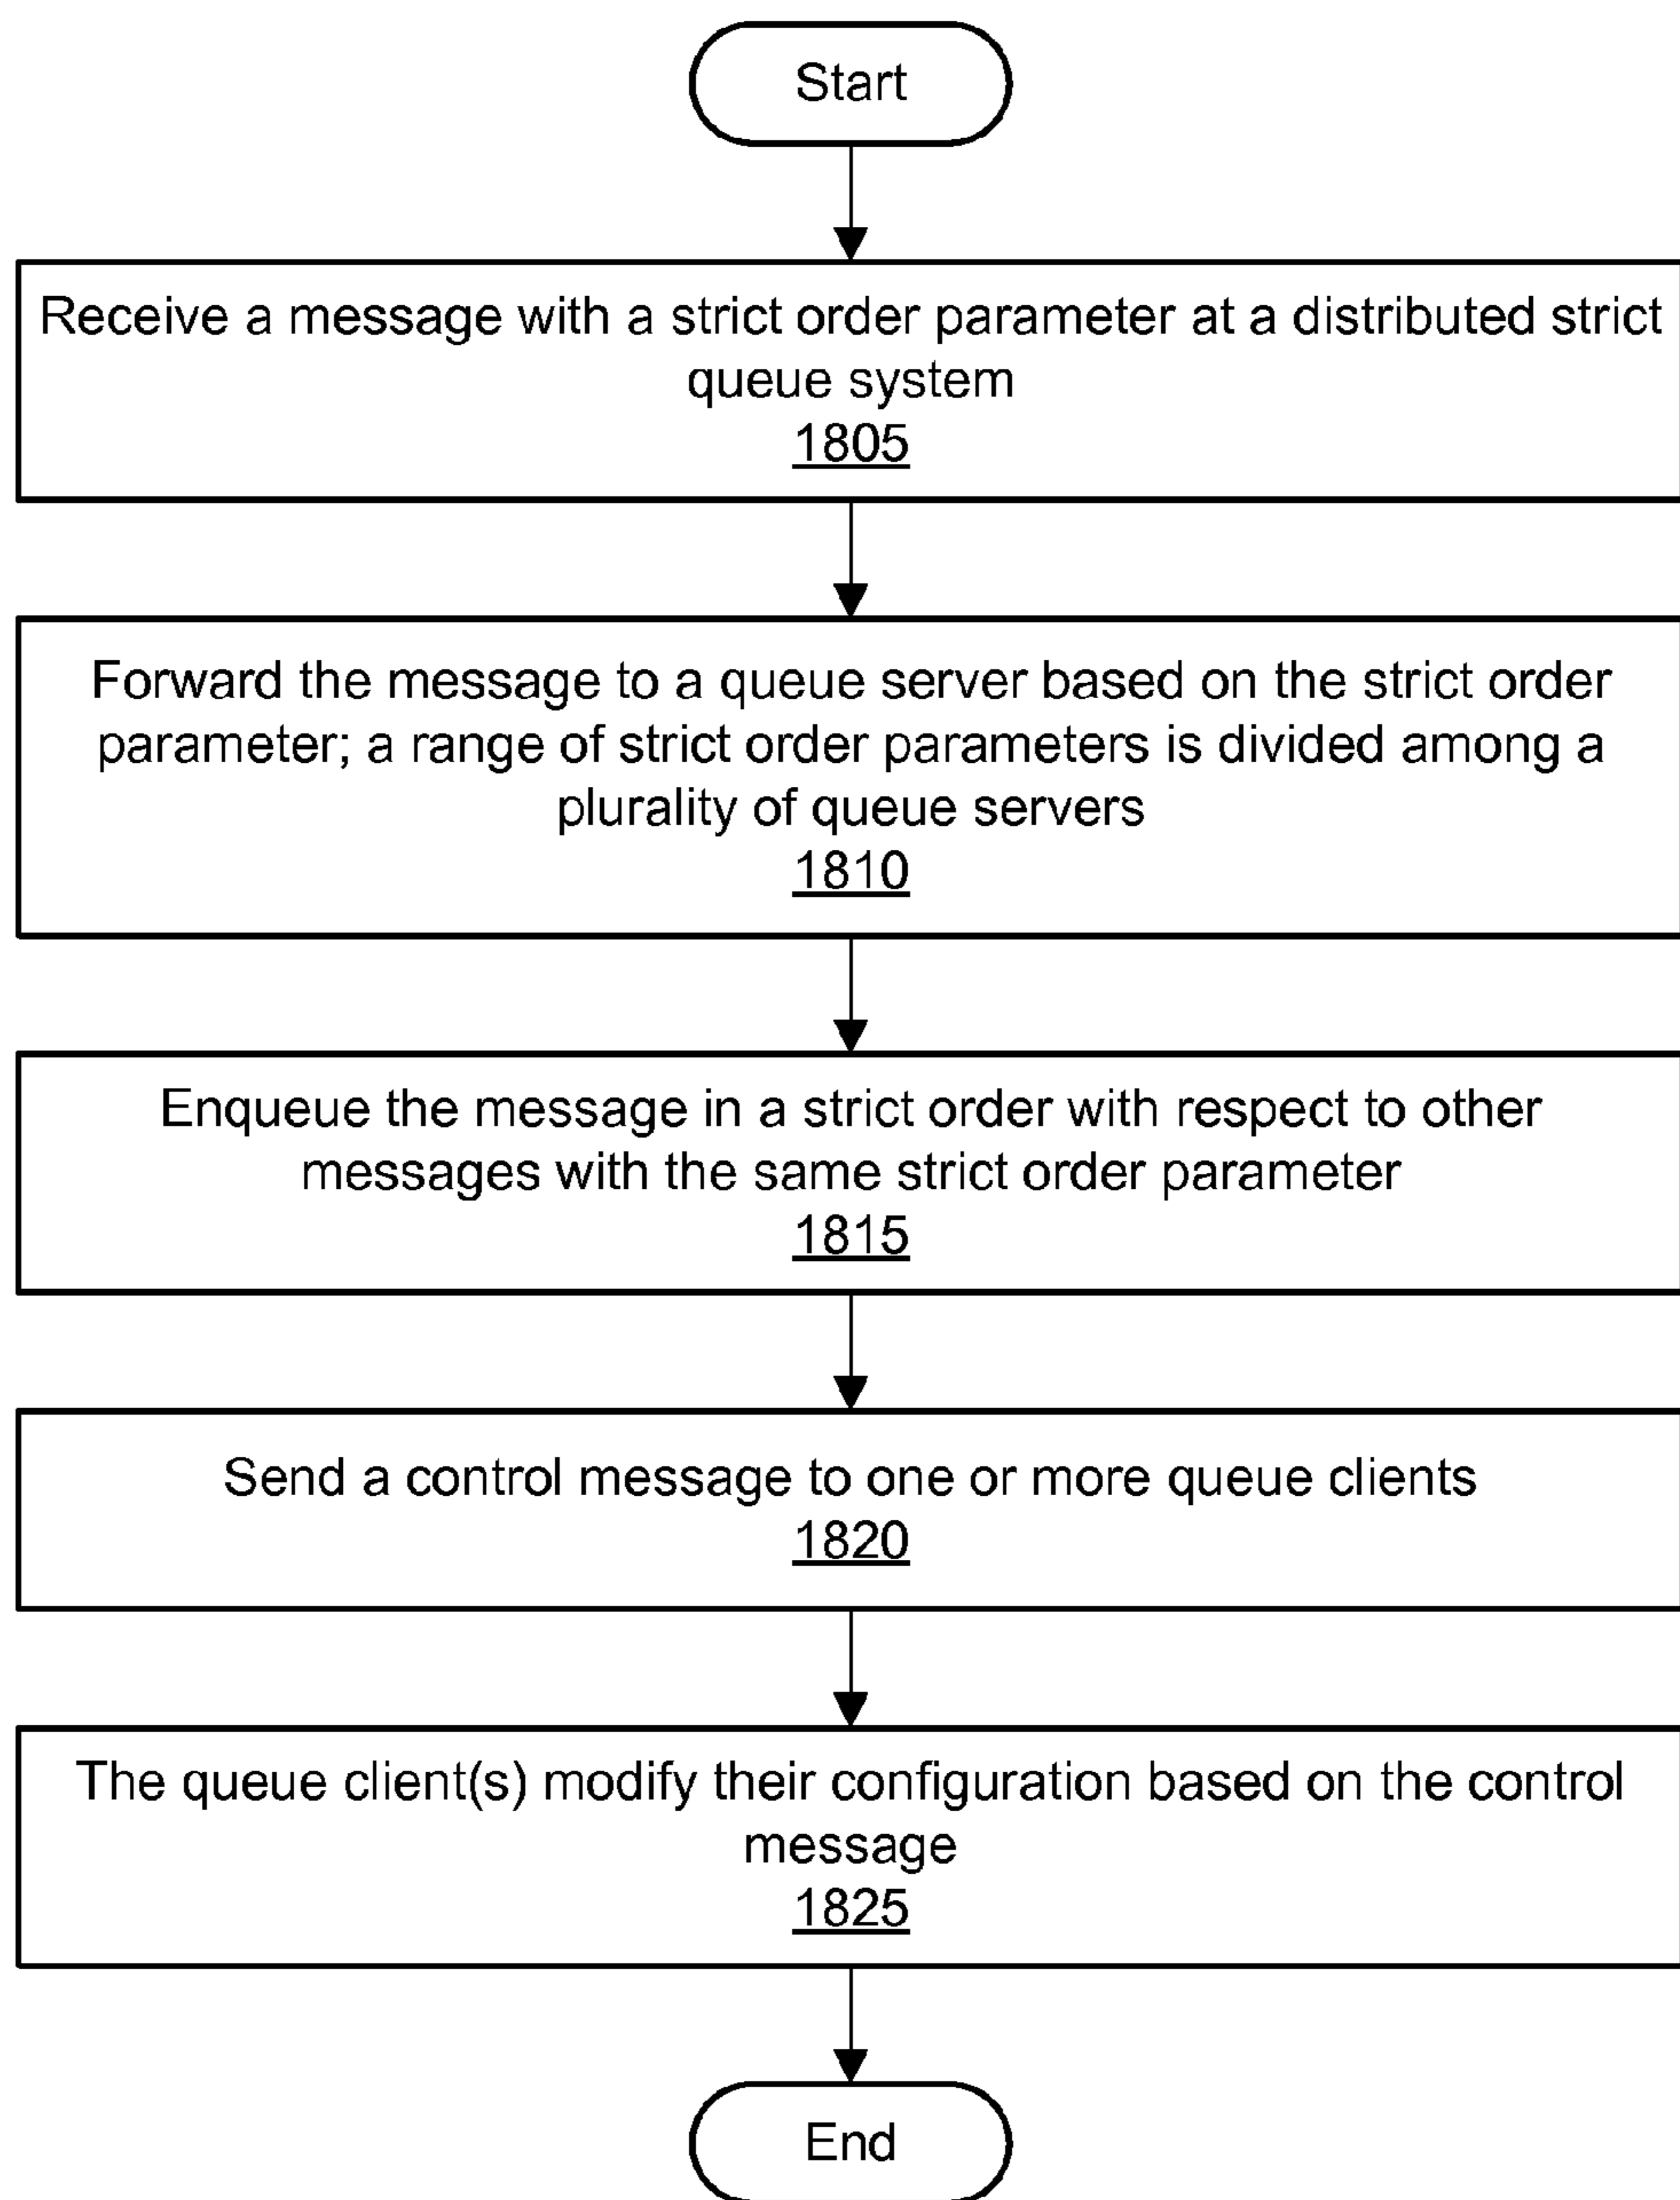 Start
Receive a message with a strict order parameter at a distributed strict
queue system
1805
Forward the message to a queue server based on the strict order
parameter; a range of strict order parameters is divided among a
plurality of queue servers
1810
Enqueue the message in a strict order with respect to other
messages with the same strict order parameter
1815
Send a control message to one or more queue clients
1820
The queue client(s) modify their configuration based on the control
message
1825
End